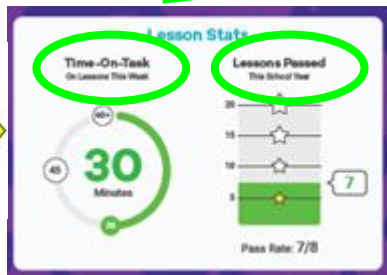 Lesson Stats
Time-On-Task
On Lessons This Week
60+
45
30
Minutes
30
Lessons Passed
This School Year
20
15
10
5
7
Pass Rate: 7/8